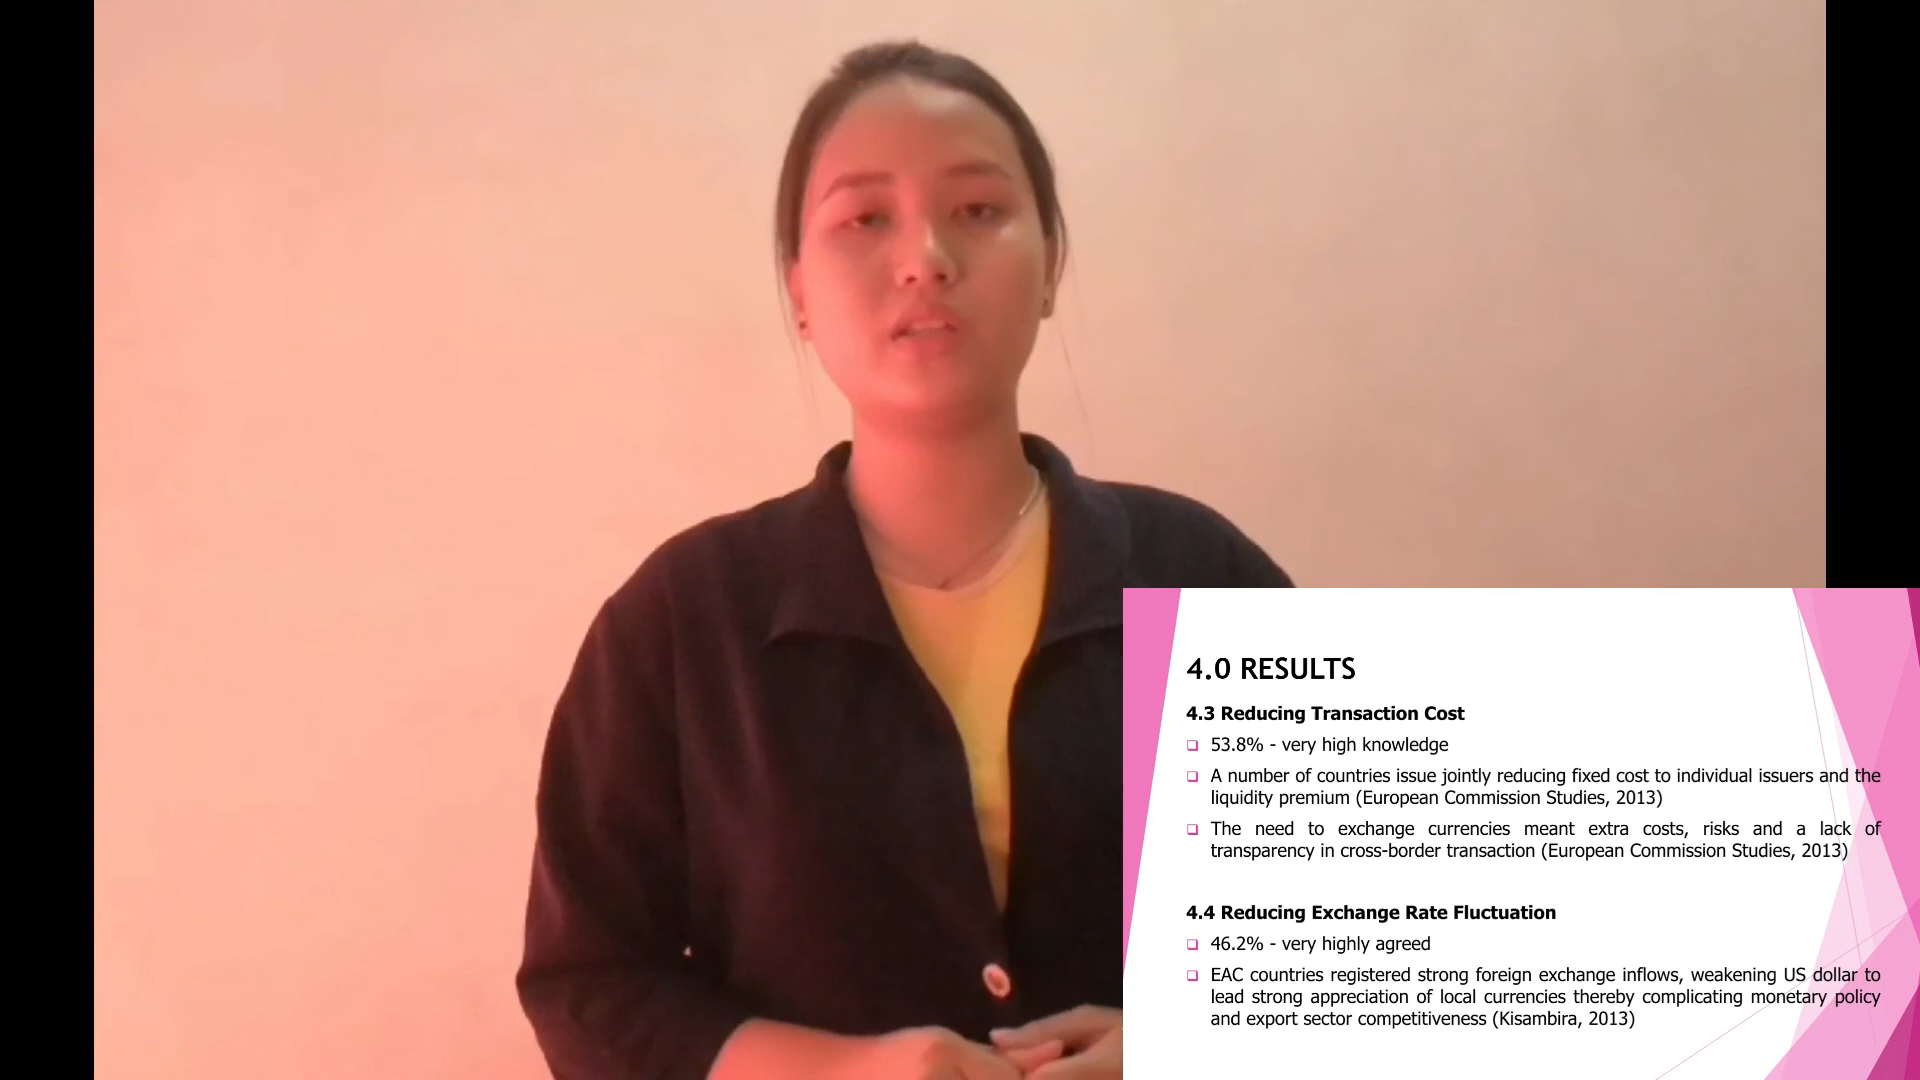 4.0 RESULTS
4.3 Reducing Transaction Cost
53.8% - very high knowledge
A number of countries issue jointly reducing fixed cost to individual issuers and the
liquidity premium (European Commission Studies, 2013)
The need to exchange currencies meant extra costs, risks and a lack of
transparency in cross-border transaction (European Commission Studies, 2013)
4.4 Reducing Exchange Rate Fluctuation
46.2% - very highly agreed
EAC countries registered strong foreign exchange inflows, weakening US dollar to
lead strong appreciation of local currencies thereby complicating monetary policy
and export sector competitiveness (Kisambira, 2013)